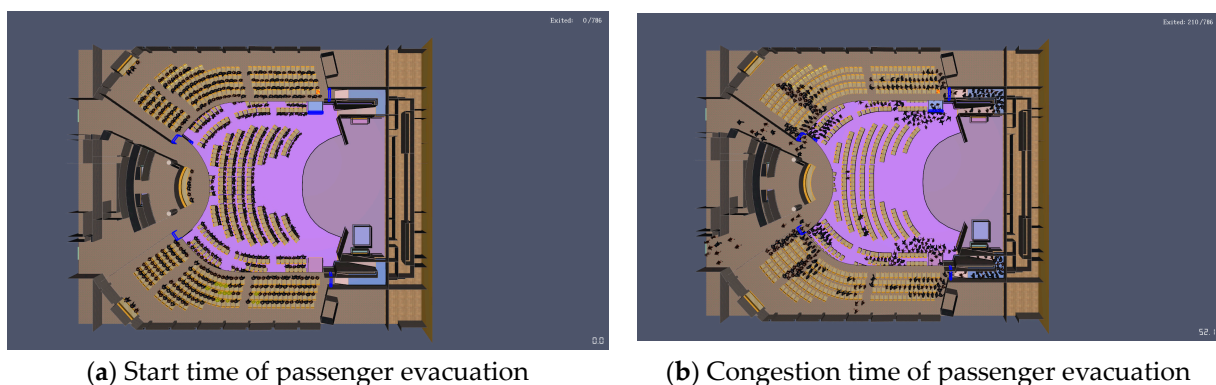 Exited: 0/786
0.0
Exited: 210/786
52.1
(a) Start time of passenger evacuation
(b) Congestion time of passenger evacuation